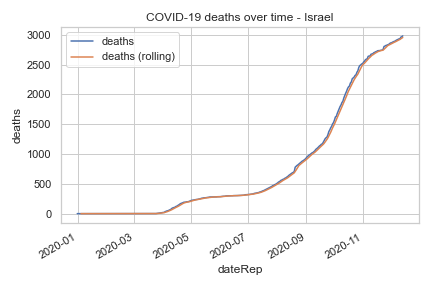 COVID-19 deaths over time - Israel
deaths
deaths (rolling)
3000
2500
2000
1500
1000
500
0
deaths
2020-01
2020-03
2020-05
2020-07
2020-09
2020-11
dateRep